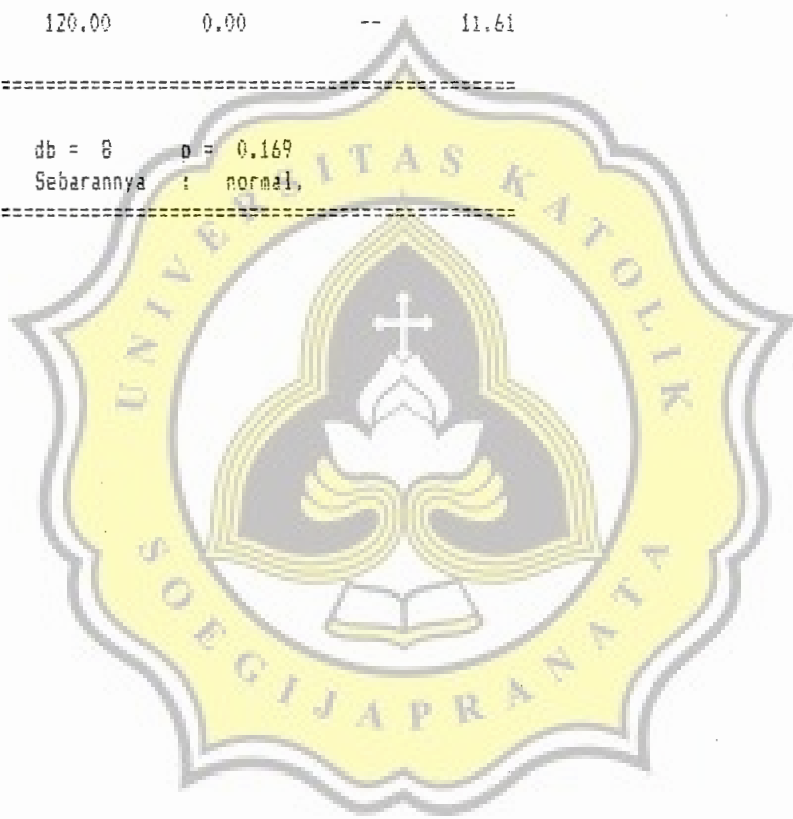 120.00 0.00 -- 11.61
==================================================
db = 8 p = 0.169
Sebarannya : normal.
==================================================
UNIVERSITAS KATOLIK
SOEGIJAPRANATA